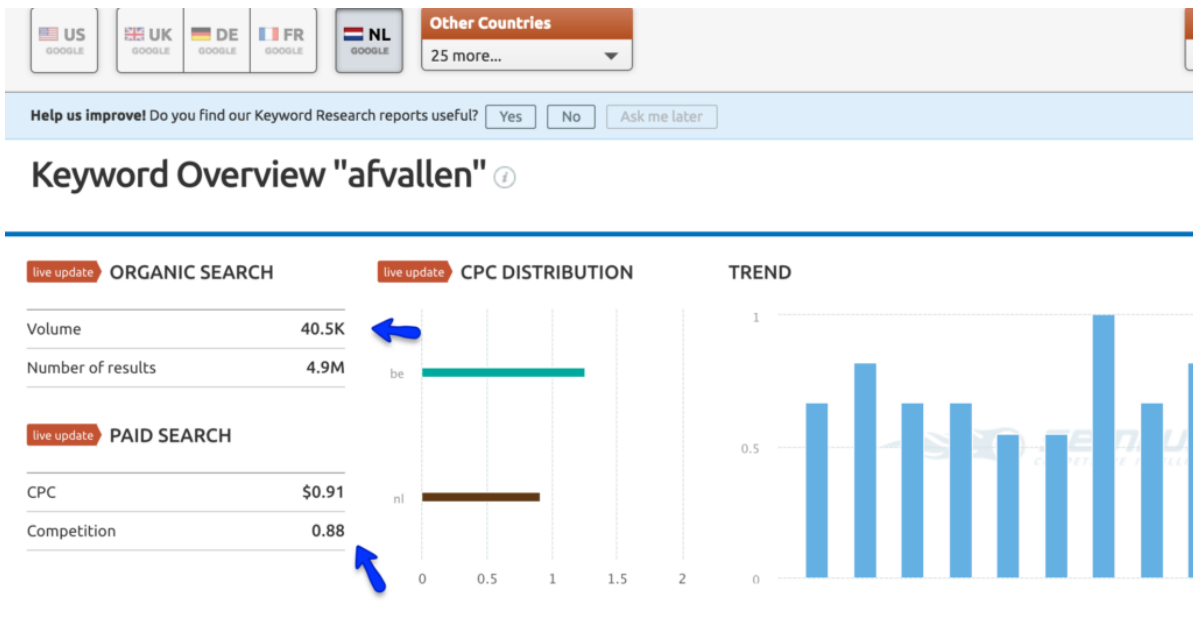 US
GOOGLE
UK
GOOGLE
DE
GOOGLE
FR
GOOGLE
NL
GOOGLE
Other Countries
25 more...
Help us improve! Do you find our Keyword Research reports useful? Yes No Ask me later
Keyword Overview "afvallen" i
live update ORGANIC SEARCH
Volume 40.5K
Number of results 4.9M
live update PAID SEARCH
CPC $0.91
Competition 0.88
live update CPC DISTRIBUTION
be
nl
0 0.5 1 1.5 2
TREND
1
0.5
0